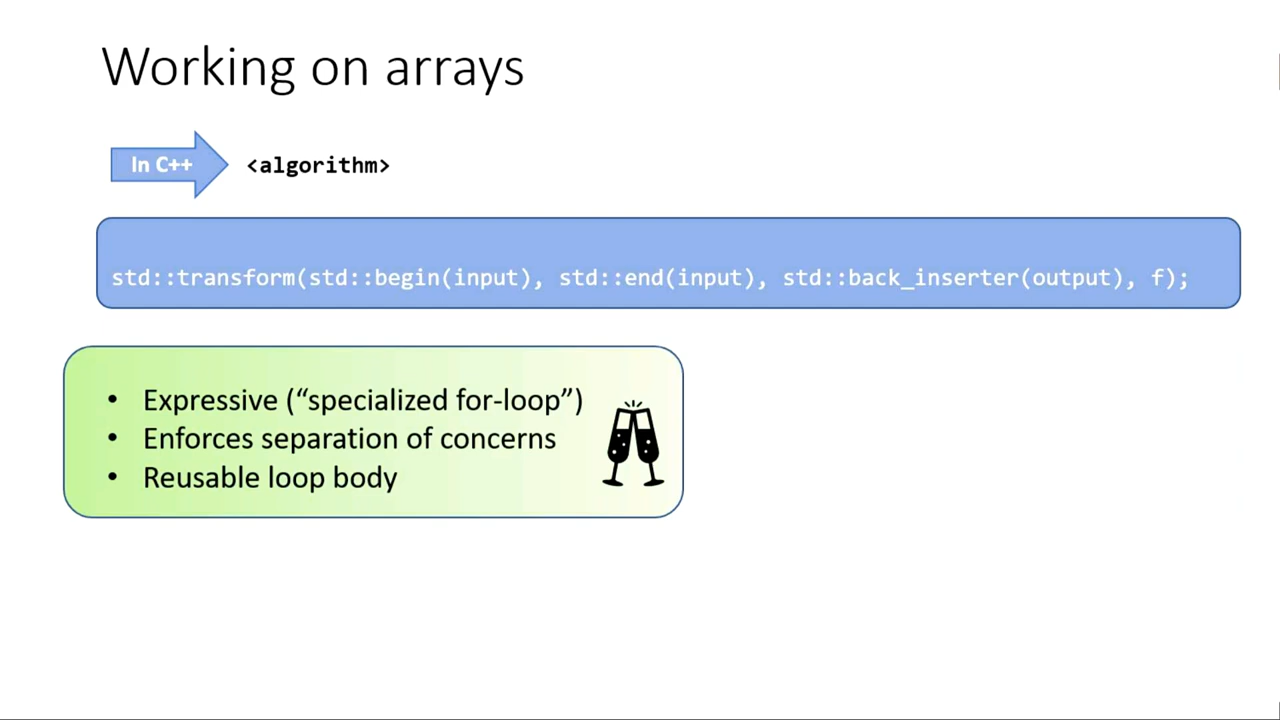 Working on arrays
In C++
<algorithm>
std::transform(std::begin(input), std::end(input), std::back_inserter(output), f);
• Expressive (“specialized for-loop”)
• Enforces separation of concerns
• Reusable loop body